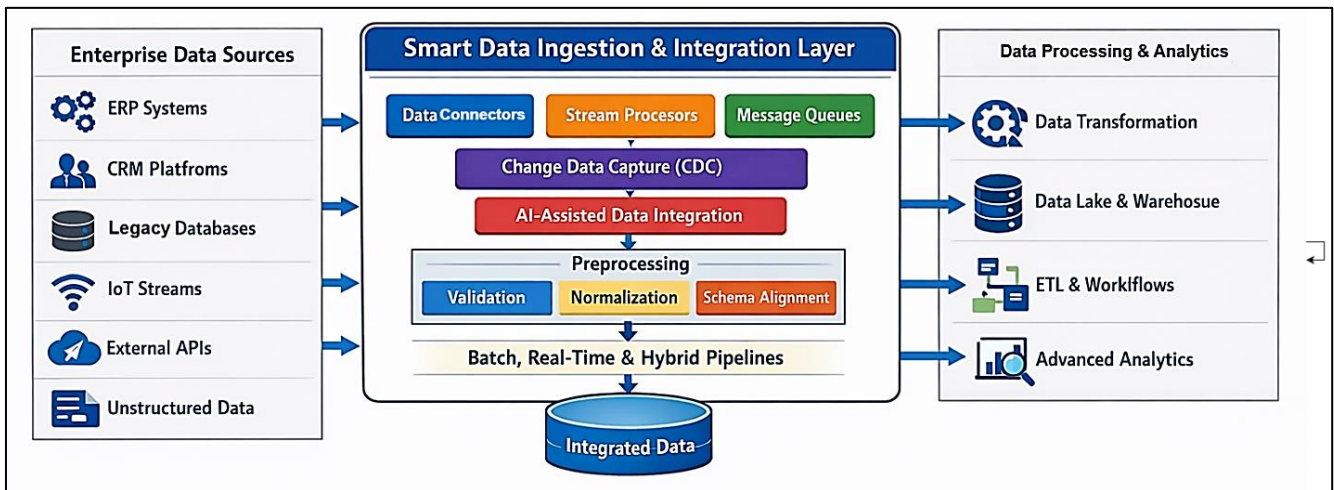 Enterprise Data Sources
ERP Systems
CRM Platfroms
Legacy Databases
IoT Streams
External APIs
Unstructured Data
Smart Data Ingestion & Integration Layer
Data Connectors
Stream Procesors
Message Queues
Change Data Capture (CDC)
AI-Assisted Data Integration
Preprocessing
Validation
Normalization
Schema Alignment
Batch, Real-Time & Hybrid Pipelines
Integrated Data
Data Processing & Analytics
Data Transformation
Data Lake & Warehosue
ETL & Worklflows
Advanced Analytics